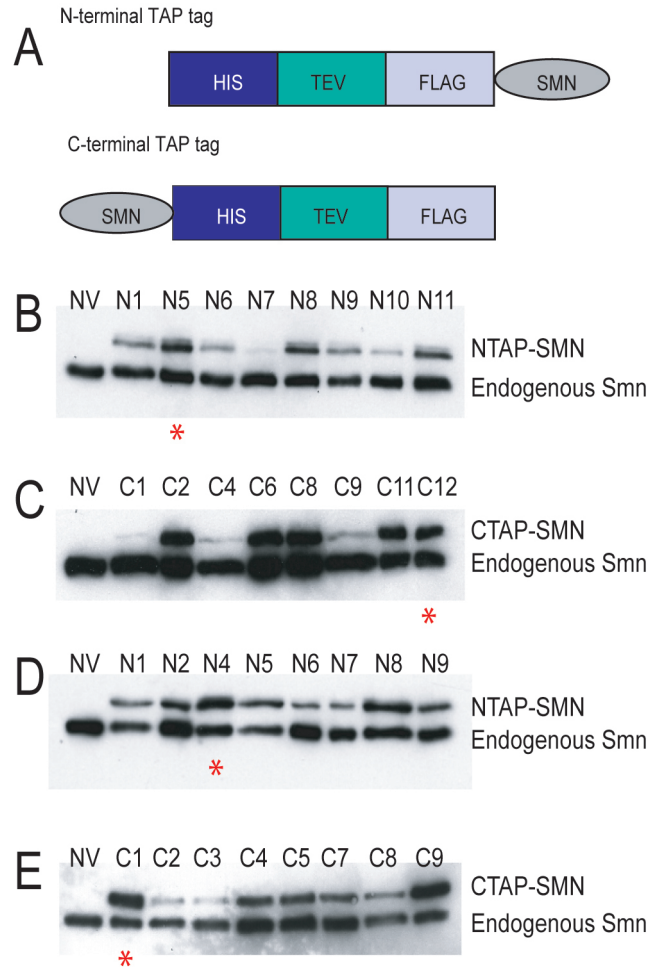 N-terminal TAP tag
A
HIS TEV FLAG SMN
C-terminal TAP tag
SMN HIS TEV FLAG
B
NV N1 N5 N6 N7 N8 N9 N10 N11
NTAP-SMN
Endogenous Smn
*
C
NV C1 C2 C4 C6 C8 C9 C11 C12
CTAP-SMN
Endogenous Smn
*
D
NV N1 N2 N4 N5 N6 N7 N8 N9
NTAP-SMN
Endogenous Smn
*
E
NV C1 C2 C3 C4 C5 C7 C8 C9
CTAP-SMN
Endogenous Smn
*